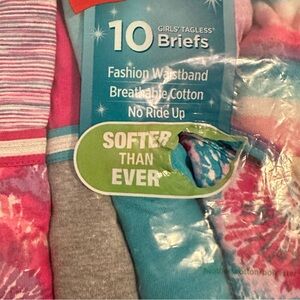 10 GIRLS' TAGLESS®
Briefs
Fashion Waistband
Breathable Cotton
No Ride Up
SOFTER
THAN
EVER